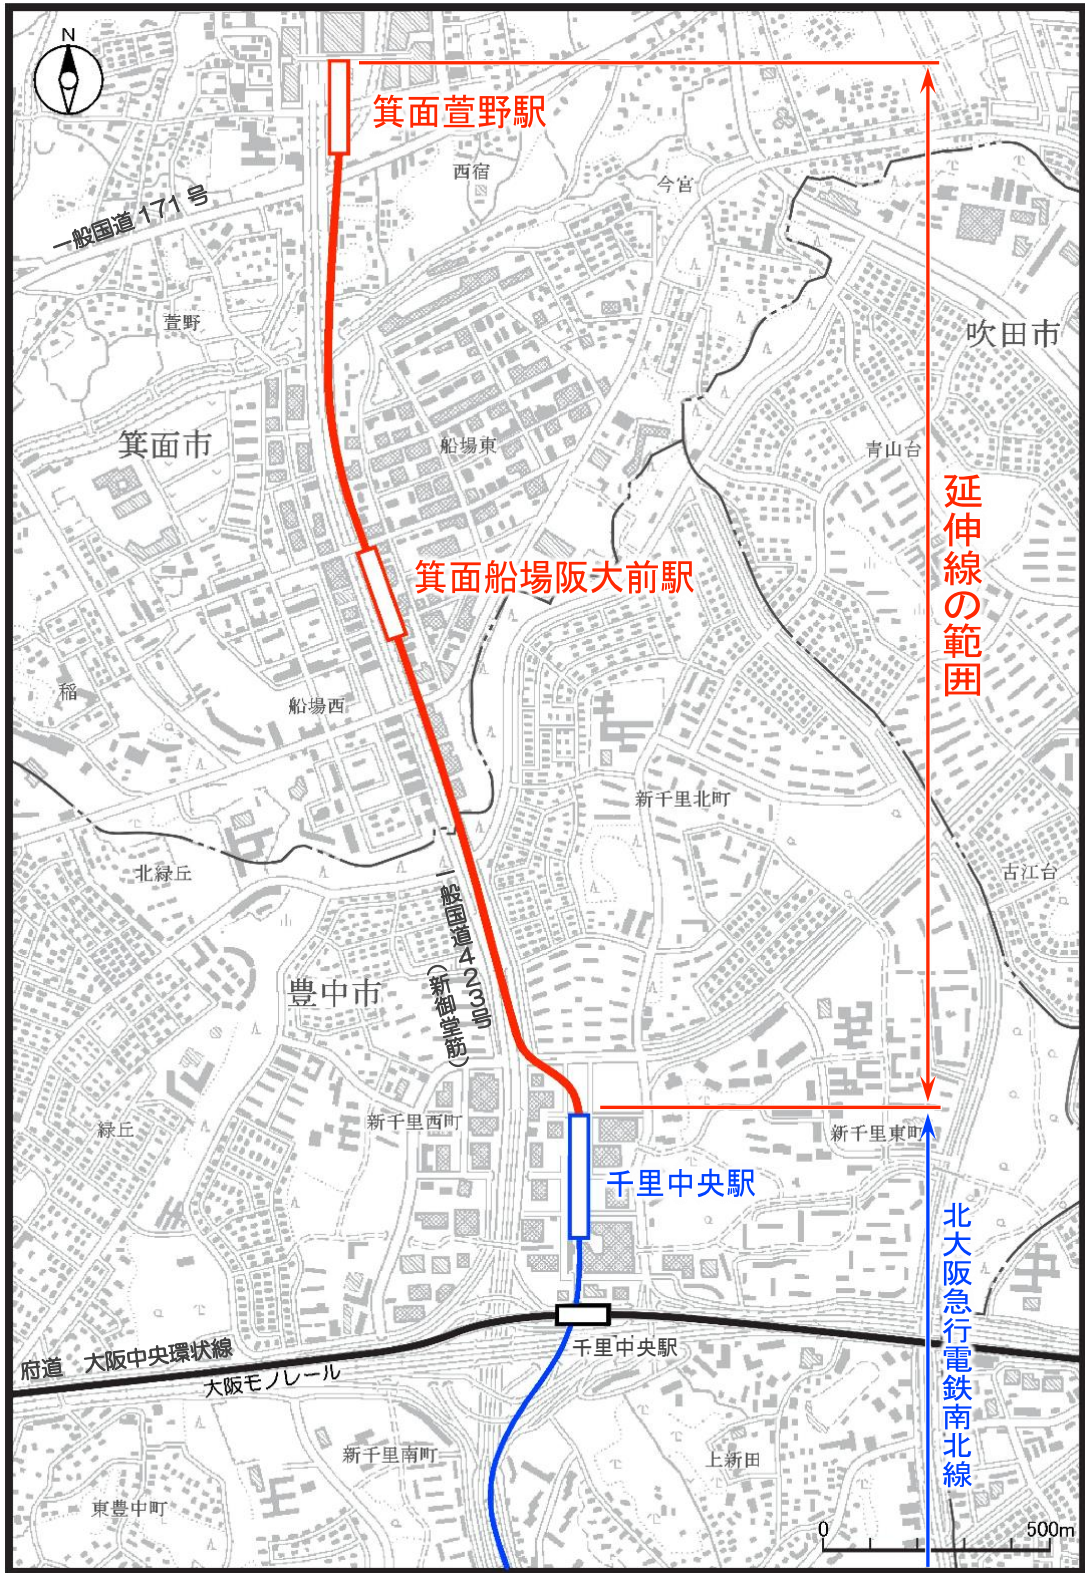 N
箕面萱野駅
西宿
今宮
一般国道171号
萱野
吹田市
箕面市
船場東
青山台
延伸線の範囲
箕面船場阪大前駅
稲
船場西
新千里北町
北緑丘
古江台
一般国道423号
(新御堂筋)
豊中市
緑丘
新千里西町
新千里東町
千里中央駅
北大阪急行電鉄南北線
千里中央駅
府道 大阪中央環状線
大阪モノレール
新千里南町
上新田
東豊中町
0
500m